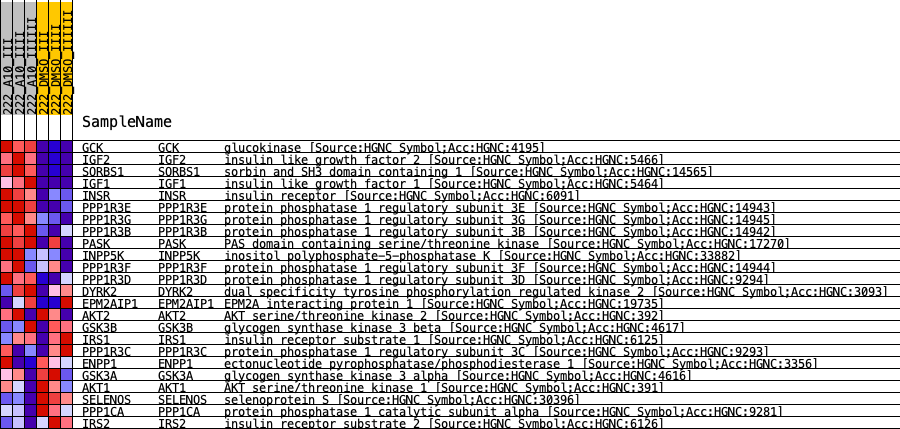 222_A10_III
222_A10_IIII
222_A10_IIIIII
222_DMSO_III
222_DMSO_IIII
222_DMSO_IIIIII
SampleName
GCK GCK glucokinase [Source:HGNC Symbol;Acc:HGNC:4195]
IGF2 IGF2 insulin like growth factor 2 [Source:HGNC Symbol;Acc:HGNC:5466]
SORBS1 SORBS1 sorbin and SH3 domain containing 1 [Source:HGNC Symbol;Acc:HGNC:14565]
IGF1 IGF1 insulin like growth factor 1 [Source:HGNC Symbol;Acc:HGNC:5464]
INSR INSR insulin receptor [Source:HGNC Symbol;Acc:HGNC:6091]
PPP1R3E PPP1R3E protein phosphatase 1 regulatory subunit 3E [Source:HGNC Symbol;Acc:HGNC:14943]
PPP1R3G PPP1R3G protein phosphatase 1 regulatory subunit 3G [Source:HGNC Symbol;Acc:HGNC:14945]
PPP1R3B PPP1R3B protein phosphatase 1 regulatory subunit 3B [Source:HGNC Symbol;Acc:HGNC:14942]
PASK PASK PAS domain containing serine/threonine kinase [Source:HGNC Symbol;Acc:HGNC:17270]
INPP5K INPP5K inositol polyphosphate-5-phosphatase K [Source:HGNC Symbol;Acc:HGNC:33882]
PPP1R3F PPP1R3F protein phosphatase 1 regulatory subunit 3F [Source:HGNC Symbol;Acc:HGNC:14944]
PPP1R3D PPP1R3D protein phosphatase 1 regulatory subunit 3D [Source:HGNC Symbol;Acc:HGNC:9294]
DYRK2 DYRK2 dual specificity tyrosine phosphorylation regulated kinase 2 [Source:HGNC Symbol;Acc:HGNC:3093]
EPM2AIP1 EPM2AIP1 EPM2A interacting protein 1 [Source:HGNC Symbol;Acc:HGNC:19735]
AKT2 AKT2 AKT serine/threonine kinase 2 [Source:HGNC Symbol;Acc:HGNC:392]
GSK3B GSK3B glycogen synthase kinase 3 beta [Source:HGNC Symbol;Acc:HGNC:4617]
IRS1 IRS1 insulin receptor substrate 1 [Source:HGNC Symbol;Acc:HGNC:6125]
PPP1R3C PPP1R3C protein phosphatase 1 regulatory subunit 3C [Source:HGNC Symbol;Acc:HGNC:9293]
ENPP1 ENPP1 ectonucleotide pyrophosphatase/phosphodiesterase 1 [Source:HGNC Symbol;Acc:HGNC:3356]
GSK3A GSK3A glycogen synthase kinase 3 alpha [Source:HGNC Symbol;Acc:HGNC:4616]
AKT1 AKT1 AKT serine/threonine kinase 1 [Source:HGNC Symbol;Acc:HGNC:391]
SELENOS SELENOS selenoprotein S [Source:HGNC Symbol;Acc:HGNC:30396]
PPP1CA PPP1CA protein phosphatase 1 catalytic subunit alpha [Source:HGNC Symbol;Acc:HGNC:9281]
IRS2 IRS2 insulin receptor substrate 2 [Source:HGNC Symbol;Acc:HGNC:6126]